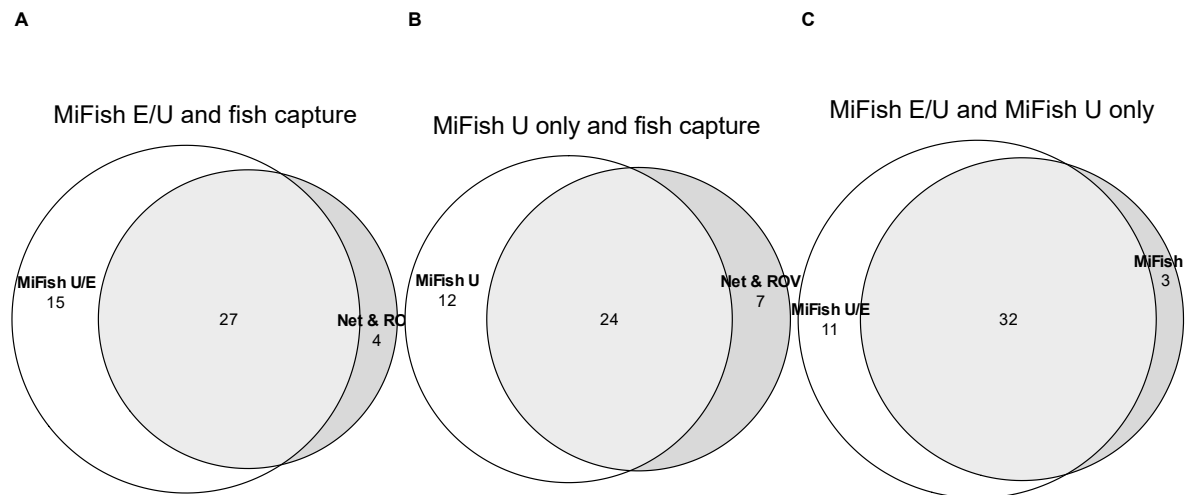 A
B
C
MiFish E/U and fish capture
MiFish U only and fish capture
MiFish E/U and MiFish U only
MiFish U/E
15
27
Net & RO
4
MiFish U
12
24
Net & ROV
7
MiFish U/E
11
32
MiFish
3